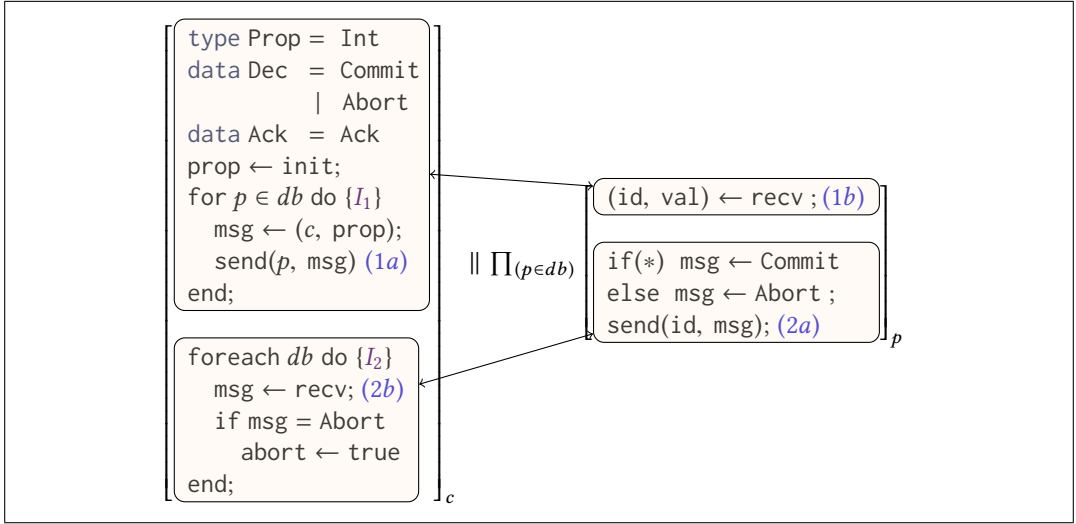 type Prop = Int
data Dec = Commit
| Abort
data Ack = Ack
prop ← init;
for p ∈ db do {I₁}
msg ← (c, prop);
send(p, msg) (1a)
end;
foreach db do {I₂}
msg ← recv; (2b)
if msg = Abort
abort ← true
end;
c
|| ∏(p∈db)
(id, val) ← recv ; (1b)
if(*) msg ← Commit
else msg ← Abort ;
send(id, msg); (2a)
p